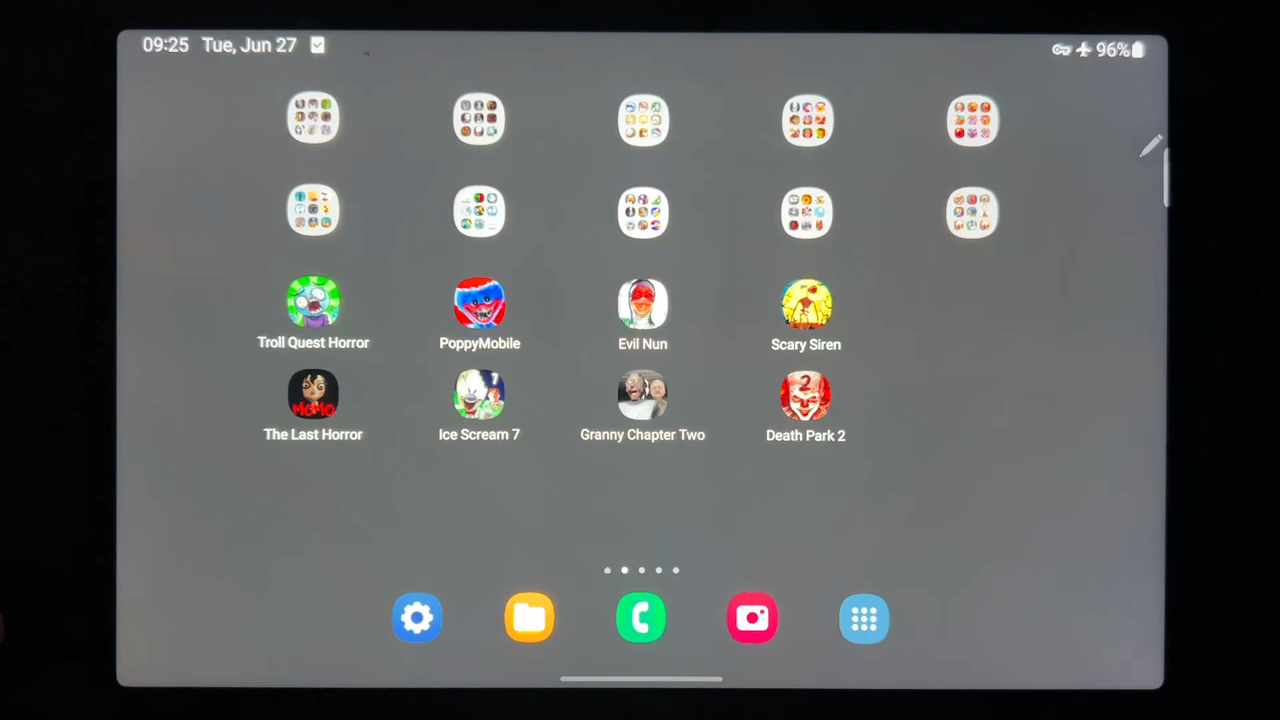 09:25 Tue, Jun 27
96%
Troll Quest Horror
PoppyMobile
Evil Nun
Scary Siren
MOMO
7
2
The Last Horror
Ice Scream 7
Granny Chapter Two
Death Park 2